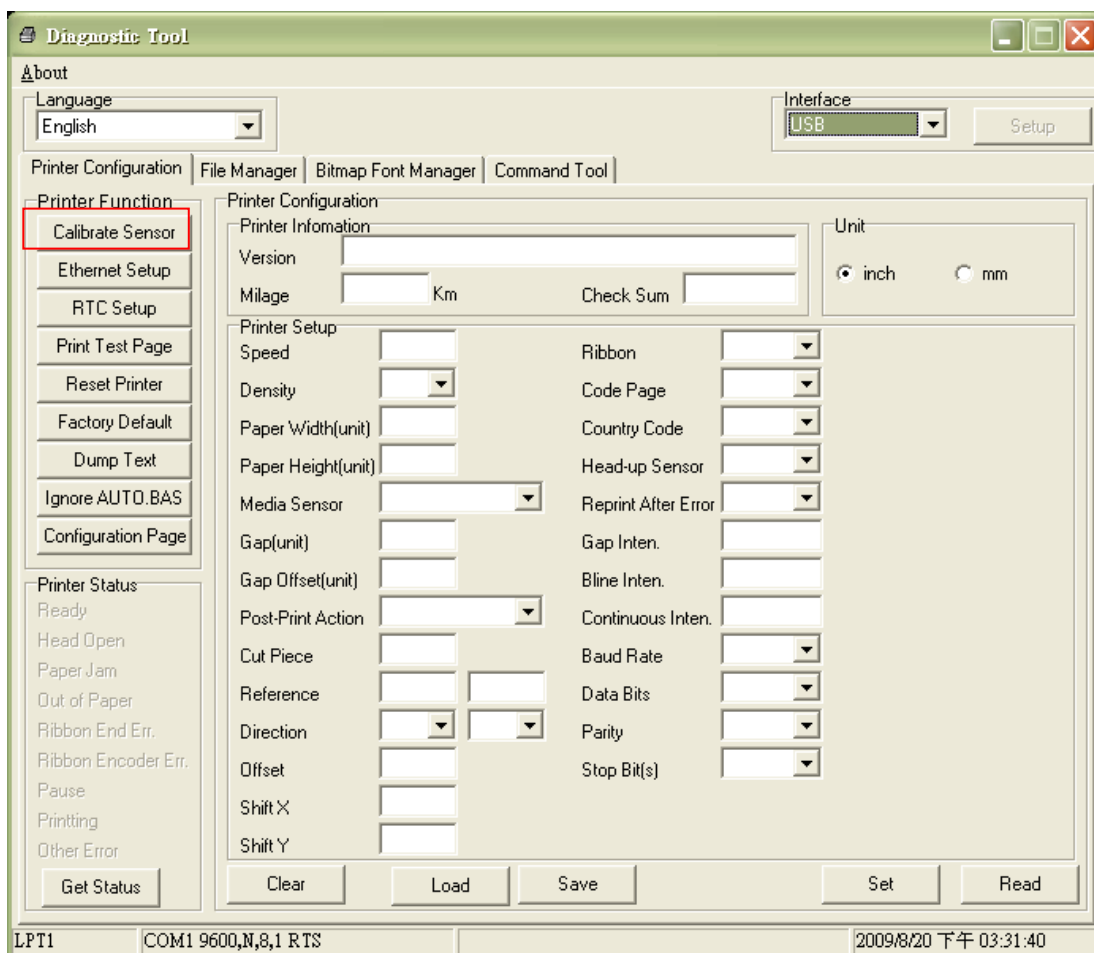 Diagnostic Tool
About
Language
English
Interface
USB
Setup
Printer Configuration File Manager Bitmap Font Manager Command Tool
Printer Function
Calibrate Sensor
Ethernet Setup
RTC Setup
Print Test Page
Reset Printer
Factory Default
Dump Text
Ignore AUTO.BAS
Configuration Page
Printer Status
Ready
Head Open
Paper Jam
Out of Paper
Ribbon End Err.
Ribbon Encoder Err.
Pause
Printting
Other Error
Get Status
Printer Configuration
Printer Infomation
Version
Milage Km Check Sum
Unit
inch mm
Printer Setup
Speed
Density
Paper Width(unit)
Paper Height(unit)
Media Sensor
Gap(unit)
Gap Offset(unit)
Post-Print Action
Cut Piece
Reference
Direction
Offset
Shift X
Shift Y
Ribbon
Code Page
Country Code
Head-up Sensor
Reprint After Error
Gap Inten.
Bline Inten.
Continuous Inten.
Baud Rate
Data Bits
Parity
Stop Bit(s)
Clear Load Save Set Read
LPT1 COM1 9600,N,8,1 RTS 2009/8/20 下午 03:31:40